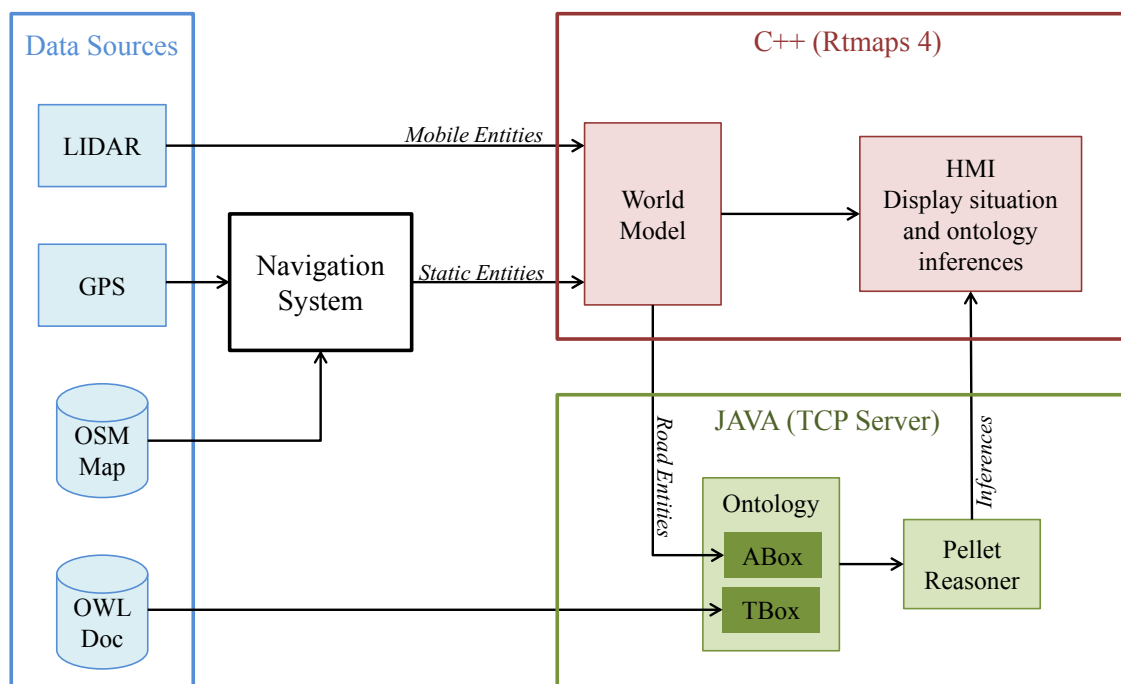 Data Sources
LIDAR
GPS
OSM
Map
OWL
Doc
Navigation
System
Mobile Entities
Static Entities
C++ (Rtmaps 4)
World
Model
HMI
Display situation
and ontology
inferences
Road Entities
Inferences
JAVA (TCP Server)
Ontology
ABox
TBox
Pellet
Reasoner